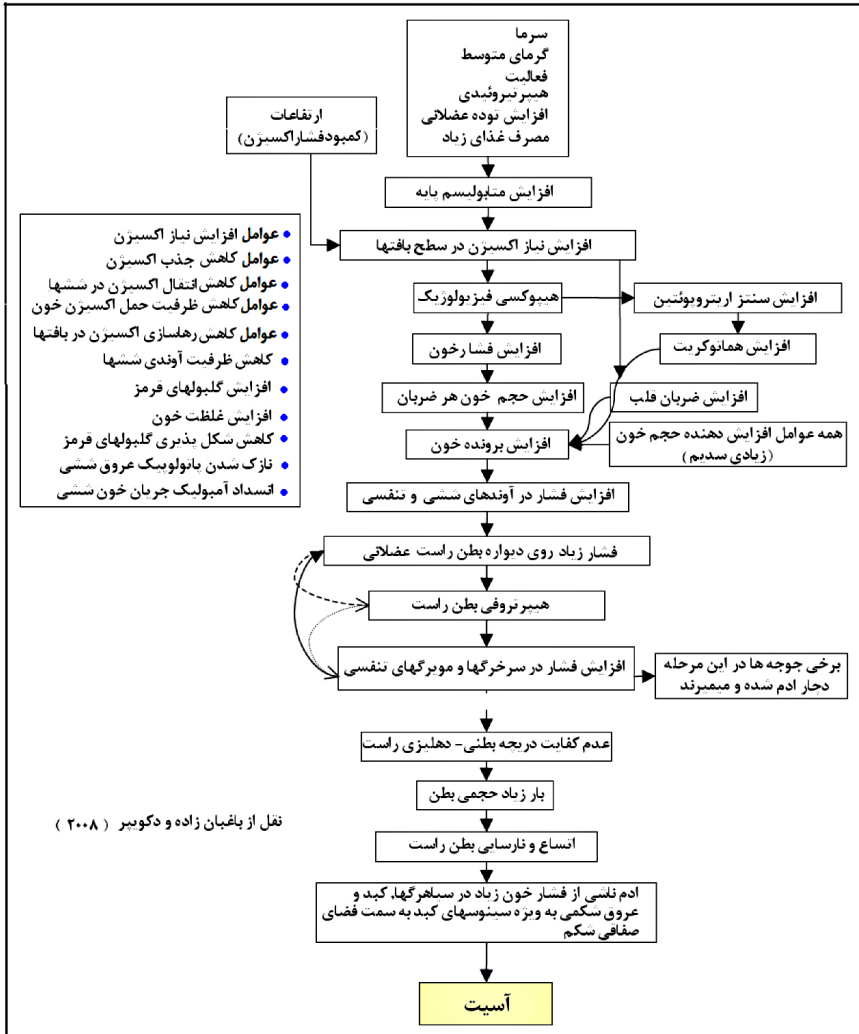 سرما
گرمای متوسط
فعالیت
هیپرتیروئیدی
افزایش توده عضلانی
مصرف غذای زیاد
ارتفاعات
(کمبودفشاراکسیژن)
افزایش متابولیسم پایه
افزایش نیاز اکسیژن در سطح بافتها
عوامل افزایش نیاز اکسیژن
عوامل کاهش جذب اکسیژن
عوامل کاهش انتقال اکسیژن در ششها
عوامل کاهش ظرفیت حمل اکسیژن خون
عوامل کاهش رهاسازی اکسیژن در بافتها
کاهش ظرفیت آوندی ششها
افزایش گلبولهای قرمز
افزایش غلظت خون
کاهش شکل پذیری گلبولهای قرمز
نازک شدن پاتولوپیک عروق ششی
انسداد آمبولیک جریان خون ششی
هیپوکسی فیزیولوژیک
افزایش سنتز اریتروپوئتین
افزایش فشارخون
افزایش هماتوکریت
افزایش حجم خون هر ضربان
افزایش ضربان قلب
افزایش برونده خون
همه عوامل افزایش دهنده حجم خون
(زیادی سدیم)
افزایش فشار در آوندهای ششی و تنفسی
فشار زیاد روی دیواره بطن راست عضلانی
هیپرتروفی بطن راست
افزایش فشار در سرخرگها و مویرگهای تنفسی
برخی جوجه ها در این مرحله
دچار ادم شده و میمیرند
عدم کفایت دریچه بطنی- دهلیزی راست
بار زیاد حجمی بطن
نقل از باغبان زاده و دکویپر ( ۲۰۰۸ )
اتساع و نارسایی بطن راست
ادم ناشی از فشار خون زیاد در سیاهرگها، کبد و
عروق شکمی به ویژه سینوسهای کبد به سمت فضای
صفاقی شکم
آسیت